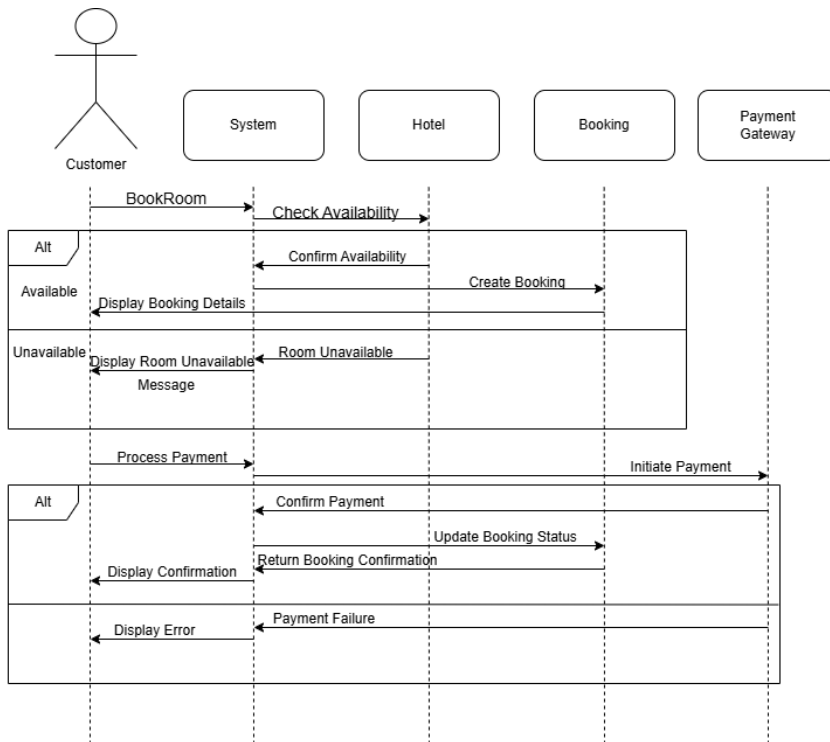 Customer
System
Hotel
Booking
Payment
Gateway
BookRoom
Check Availability
Alt
Confirm Availability
Available
Create Booking
Display Booking Details
Unavailable
Room Unavailable
Display Room Unavailable
Message
Process Payment
Initiate Payment
Alt
Confirm Payment
Update Booking Status
Return Booking Confirmation
Display Confirmation
Payment Failure
Display Error